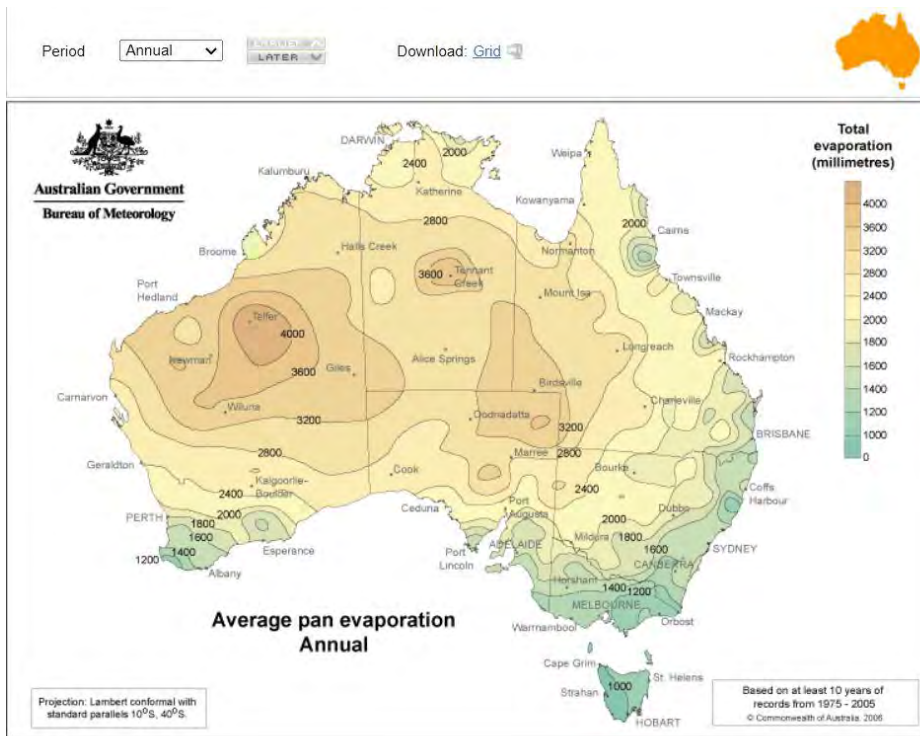 Period Annual EARLIER LATER Download: Grid
Australian Government
Bureau of Meteorology
Total
evaporation
(millimetres)
4000
3600
3200
2800
2400
2000
1800
1600
1400
1200
1000
0
DARWIN
2000
2400
Weipa
Kalumburu
Katherine
Kowanyama
2800
2000
Cairns
Broome
Halls Creek
Normanton
3600
Tennant
Creek
Townsville
Port
Hedland
Mount Isa
Mackay
Telfer
4000
Newman
Alice Springs
Longreach
Rockhampton
3600
Giles
Carnarvon
Birdsville
Wiluna
Charleville
3200
Oodnadatta
3200
BRISBANE
2800
Marree
2800
Geraldton
Cook
Bourke
Kalgoorlie-
Boulder
2400
2400
Coffs
Harbour
Ceduna
Port
Augusta
PERTH
2000
1800
2000
Dubbo
1600
Mildura
1800
1400
Esperance
ADELAIDE
1600
SYDNEY
1200
Port
Lincoln
CANBERRA
Albany
Horsham
1400
1200
MELBOURNE
Warrnambool
Orbost
Average pan evaporation
Annual
Cape Grim
St. Helens
1000
Strahan
HOBART
Projection: Lambert conformal with
standard parallels 10°S, 40°S.
Based on at least 10 years of
records from 1975 - 2005
© Commonwealth of Australia, 2006